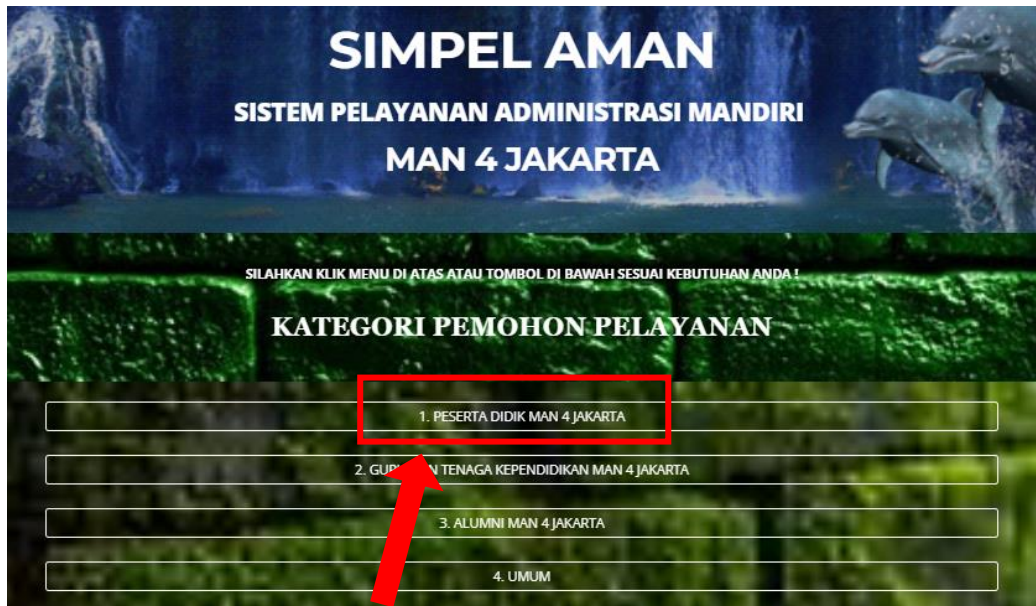 SIMPEL AMAN
SISTEM PELAYANAN ADMINISTRASI MANDIRI
MAN 4 JAKARTA
SILAHKAN KLIK MENU DI ATAS ATAU TOMBOL DI BAWAH SESUAI KEBUTUHAN ANDA !
KATEGORI PEMOHON PELAYANAN
1. PESERTA DIDIK MAN 4 JAKARTA
2. GURU TENAGA KEPENDIDIKAN MAN 4 JAKARTA
3. ALUMNI MAN 4 JAKARTA
4. UMUM